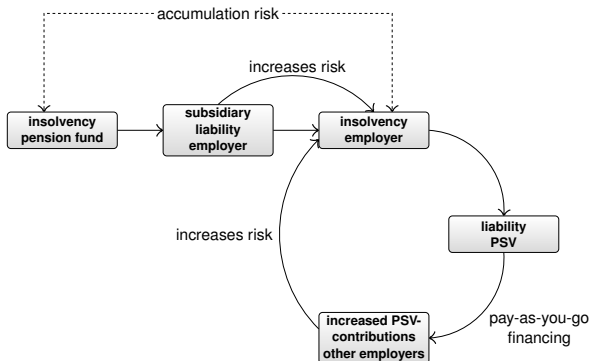 accumulation risk
increases risk
insolvency
pension fund
subsidiary
liability
employer
insolvency
employer
increases risk
liability
PSV
increased PSV-
contributions
other employers
pay-as-you-go
financing